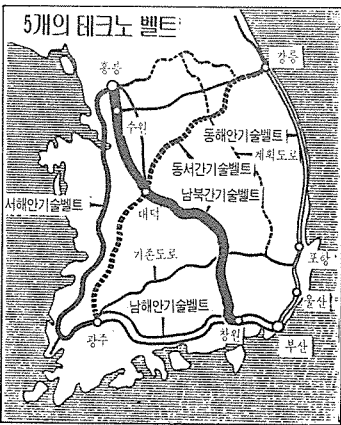 5개의 테크노 벨트
홍릉
강릉
수원
동해안기술벨트
계획도로
동서간기술벨트
남북간기술벨트
서해안기술벨트
대덕
기존도로
포항
남해안기술벨트
울산
광주
창원
부산